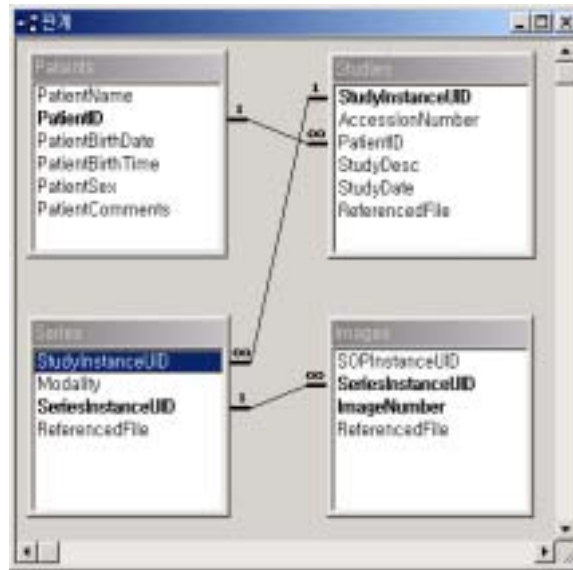 관계
Patients
PatientName
PatientID
PatientBirthDate
PatientBirthTime
PatientSex
PatientComments
Studies
StudyInstanceUID
AccessionNumber
PatientID
StudyDesc
StudyDate
ReferencedFile
1
∞
1
Series
StudyInstanceUID
Modality
SeriesInstanceUID
ReferencedFile
Images
SOPInstanceUID
SeriesInstanceUID
ImageNumber
ReferencedFile
∞
1
∞